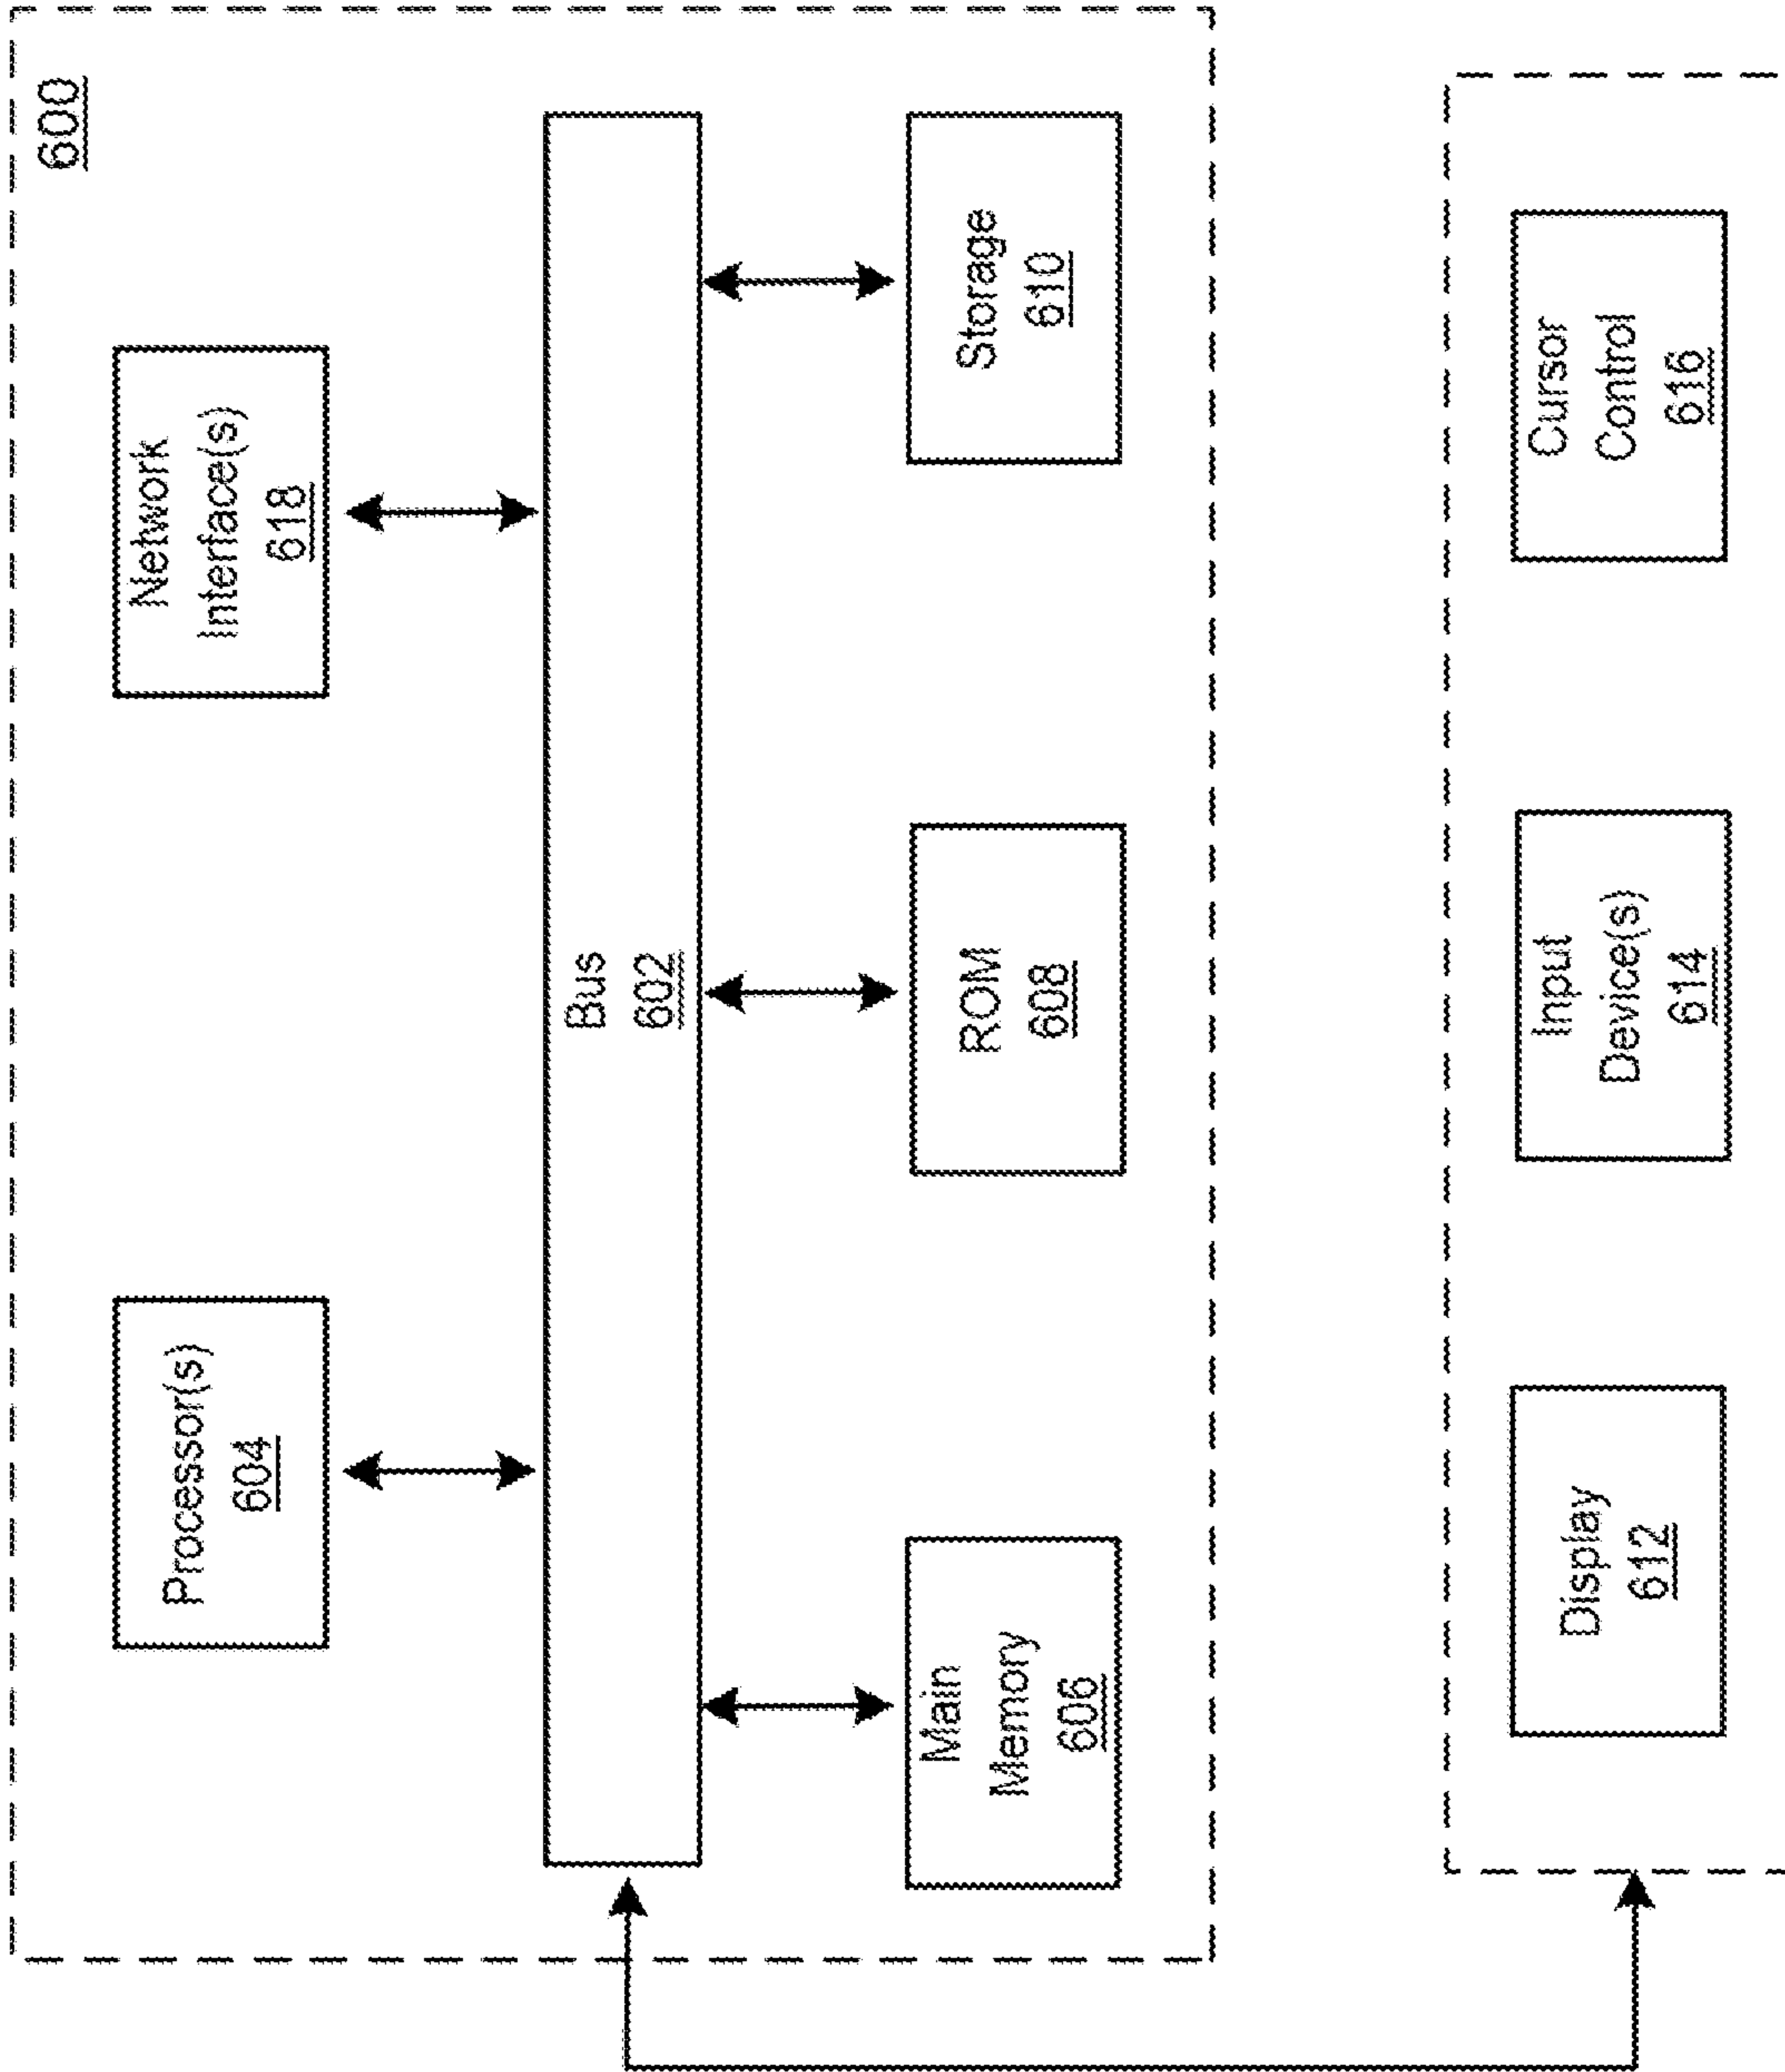 600
Processor(s)
604
Network
Interface(s)
618
Bus
602
Main
Memory
606
ROM
608
Storage
610
Display
612
Input
Device(s)
614
Cursor
Control
616